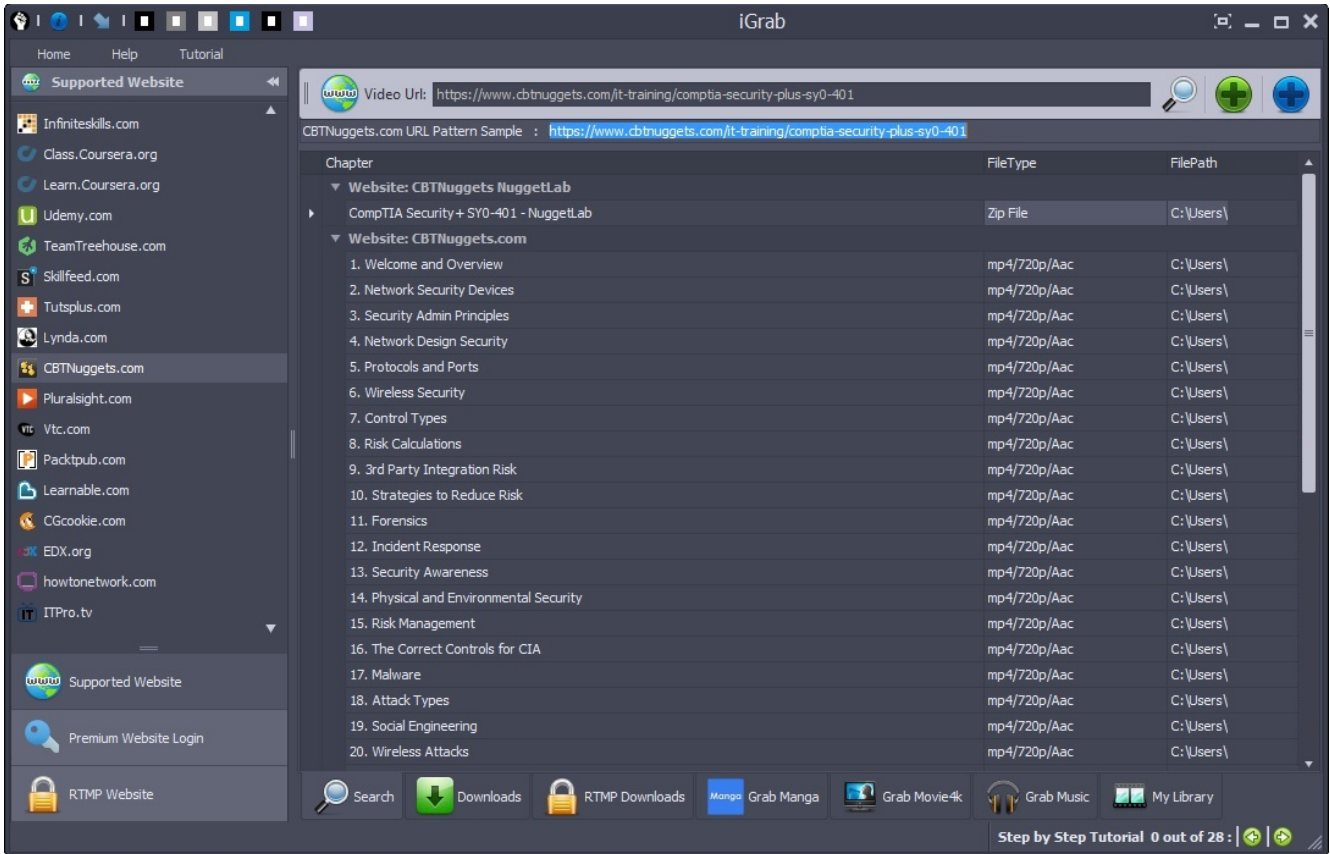 iGrab
Home Help Tutorial
Supported Website
Infiniteskills.com
Class.Coursera.org
Learn.Coursera.org
Udemy.com
TeamTreehouse.com
Skillfeed.com
Tutsplus.com
Lynda.com
CBTNuggets.com
Pluralsight.com
Vtc.com
Packtpub.com
Learnable.com
CGcookie.com
EDX.org
howtonetwork.com
ITPro.tv
Supported Website
Premium Website Login
RTMP Website
www Video Url: https://www.cbtnuggets.com/it-training/comptia-security-plus-sy0-401
CBTNuggets.com URL Pattern Sample : https://www.cbtnuggets.com/it-training/comptia-security-plus-sy0-401
Chapter FileType FilePath
Website: CBTNuggets NuggetLab
CompTIA Security+ SY0-401 - NuggetLab Zip File C:\Users\
Website: CBTNuggets.com
1. Welcome and Overview mp4/720p/Aac C:\Users\
2. Network Security Devices mp4/720p/Aac C:\Users\
3. Security Admin Principles mp4/720p/Aac C:\Users\
4. Network Design Security mp4/720p/Aac C:\Users\
5. Protocols and Ports mp4/720p/Aac C:\Users\
6. Wireless Security mp4/720p/Aac C:\Users\
7. Control Types mp4/720p/Aac C:\Users\
8. Risk Calculations mp4/720p/Aac C:\Users\
9. 3rd Party Integration Risk mp4/720p/Aac C:\Users\
10. Strategies to Reduce Risk mp4/720p/Aac C:\Users\
11. Forensics mp4/720p/Aac C:\Users\
12. Incident Response mp4/720p/Aac C:\Users\
13. Security Awareness mp4/720p/Aac C:\Users\
14. Physical and Environmental Security mp4/720p/Aac C:\Users\
15. Risk Management mp4/720p/Aac C:\Users\
16. The Correct Controls for CIA mp4/720p/Aac C:\Users\
17. Malware mp4/720p/Aac C:\Users\
18. Attack Types mp4/720p/Aac C:\Users\
19. Social Engineering mp4/720p/Aac C:\Users\
20. Wireless Attacks mp4/720p/Aac C:\Users\
Search Downloads RTMP Downloads Manga Grab Manga Grab Movie4k Grab Music My Library
Step by Step Tutorial 0 out of 28 :